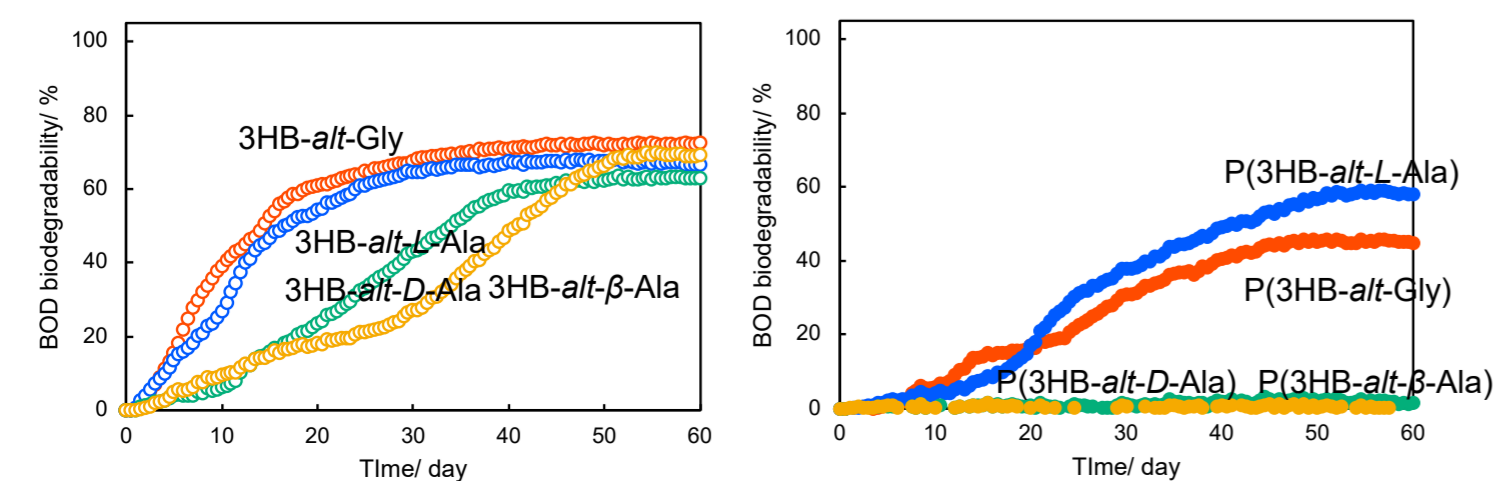 BOD biodegradability/ %
100
80
60
40
20
0
3HB-alt-Gly
3HB-alt-L-Ala
3HB-alt-D-Ala
3HB-alt-β-Ala
0 10 20 30 40 50 60
TIme/ day
BOD biodegradability/ %
100
80
60
40
20
0
P(3HB-alt-L-Ala)
P(3HB-alt-Gly)
P(3HB-alt-D-Ala)
P(3HB-alt-β-Ala)
0 10 20 30 40 50 60
TIme/ day